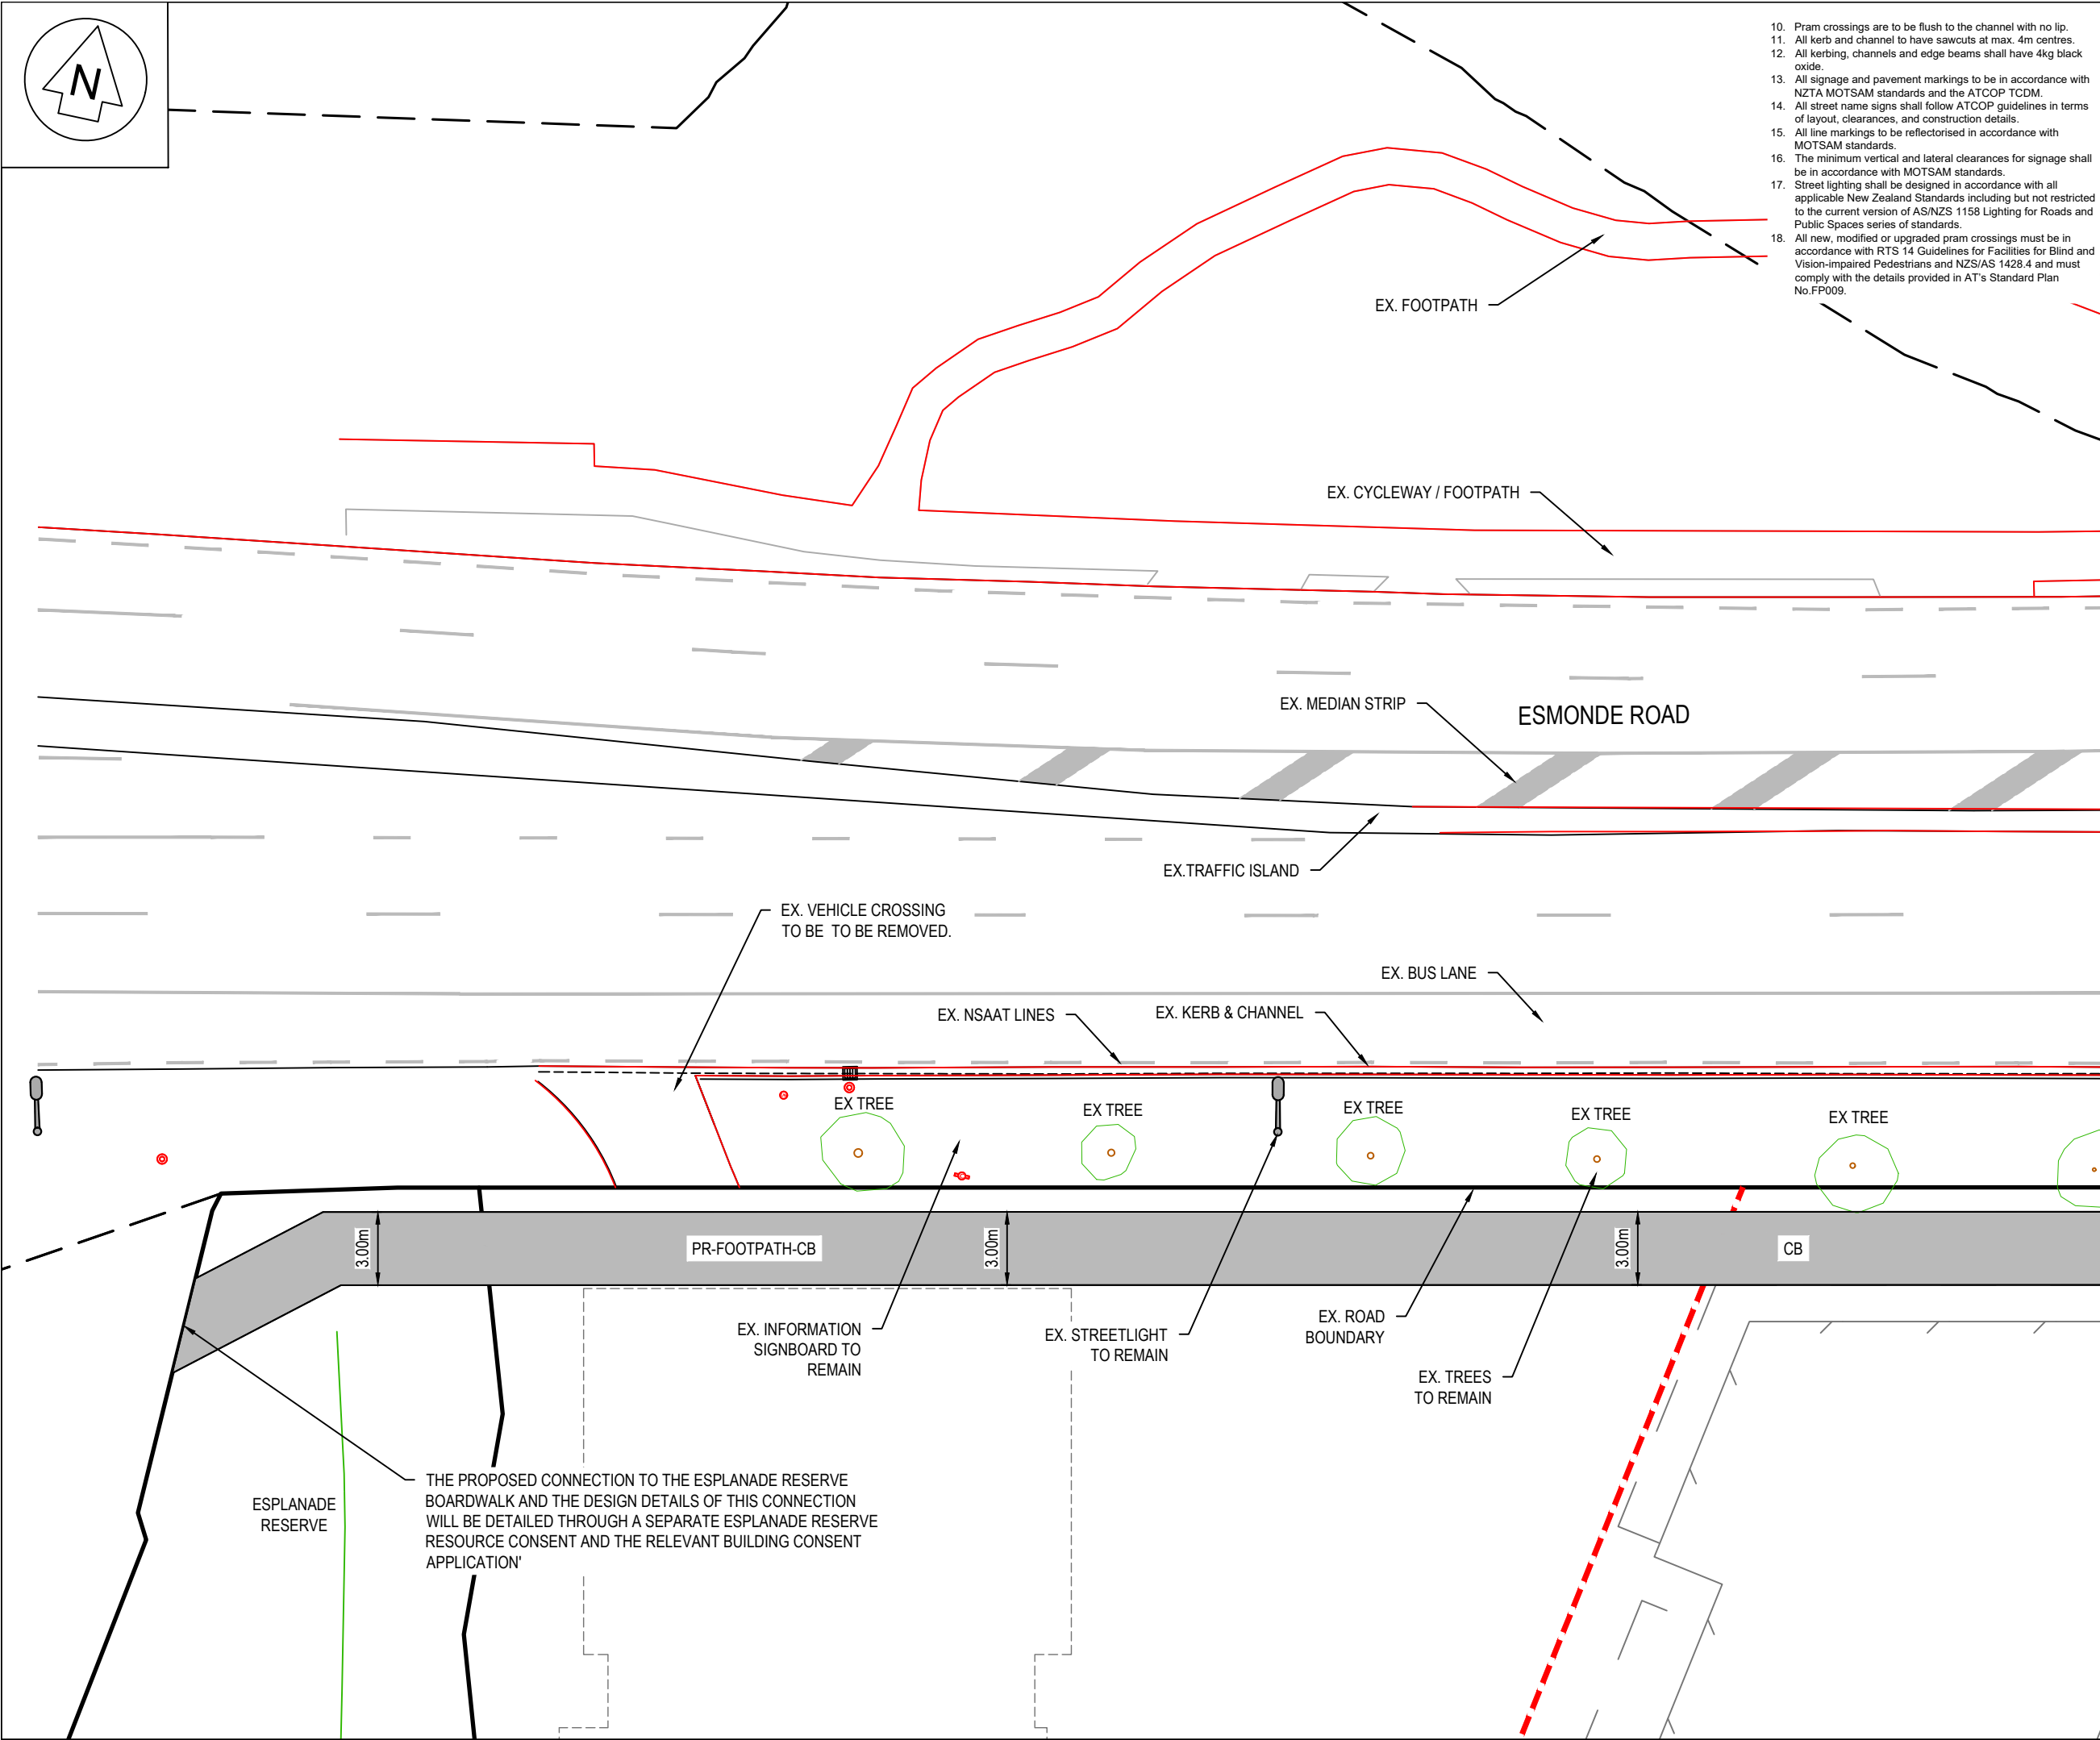 N
10. Pram crossings are to be flush to the channel with no lip.
11. All kerb and channel to have sawcuts at max. 4m centres.
12. All kerbing, channels and edge beams shall have 4kg black
oxide.
13. All signage and pavement markings to be in accordance with
NZTA MOTSAM standards and the ATCOP TCDM.
14. All street name signs shall follow ATCOP guidelines in terms
of layout, clearances, and construction details.
15. All line markings to be reflectorised in accordance with
MOTSAM standards.
16. The minimum vertical and lateral clearances for signage shall
be in accordance with MOTSAM standards.
17. Street lighting shall be designed in accordance with all
applicable New Zealand Standards including but not restricted
to the current version of AS/NZS 1158 Lighting for Roads and
Public Spaces series of standards.
18. All new, modified or upgraded pram crossings must be in
accordance with RTS 14 Guidelines for Facilities for Blind and
Vision-impaired Pedestrians and NZS/AS 1428.4 and must
comply with the details provided in AT's Standard Plan
No.FP009.
EX. FOOTPATH
EX. CYCLEWAY / FOOTPATH
EX. MEDIAN STRIP
ESMONDE ROAD
EX.TRAFFIC ISLAND
EX. VEHICLE CROSSING
TO BE TO BE REMOVED.
EX. BUS LANE
EX. NSAAT LINES
EX. KERB & CHANNEL
EX TREE
EX TREE
EX TREE
EX TREE
EX TREE
3.00m
PR-FOOTPATH-CB
3.00m
3.00m
CB
EX. INFORMATION
SIGNBOARD TO
REMAIN
EX. STREETLIGHT
TO REMAIN
EX. ROAD
BOUNDARY
EX. TREES
TO REMAIN
ESPLANADE
RESERVE
THE PROPOSED CONNECTION TO THE ESPLANADE RESERVE
BOARDWALK AND THE DESIGN DETAILS OF THIS CONNECTION
WILL BE DETAILED THROUGH A SEPARATE ESPLANADE RESERVE
RESOURCE CONSENT AND THE RELEVANT BUILDING CONSENT
APPLICATION'